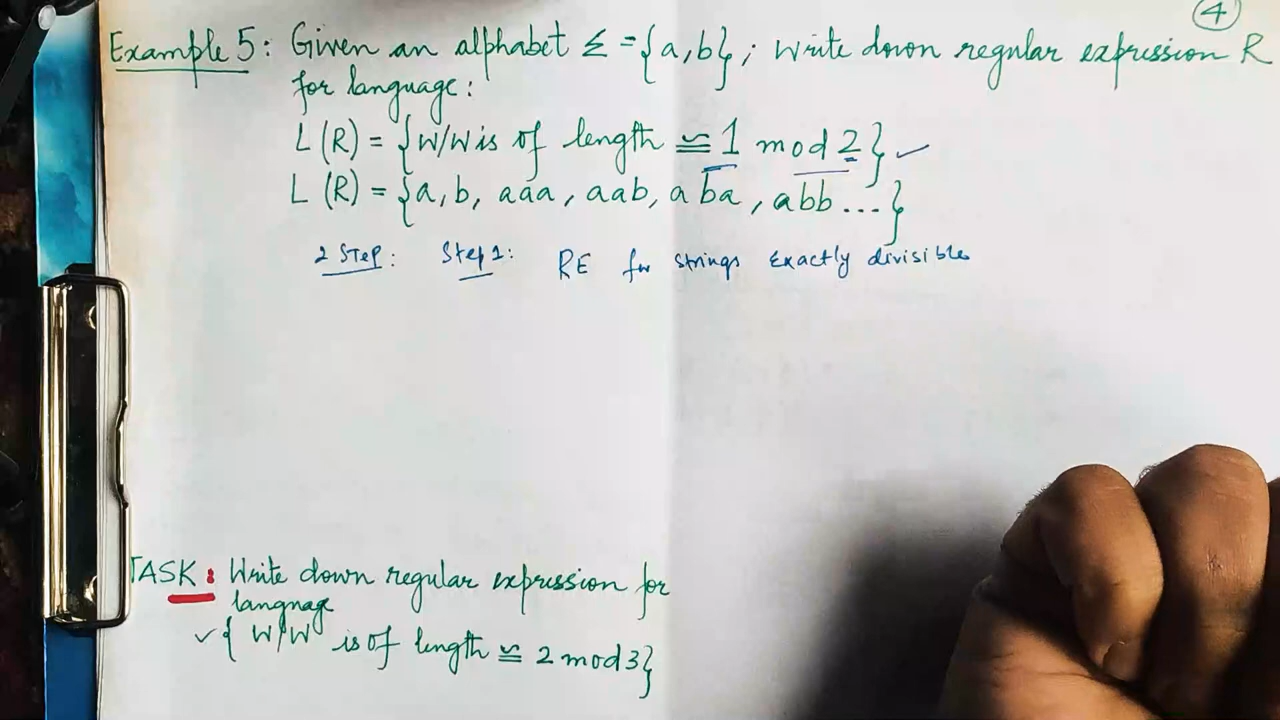 4
Example 5: Given an alphabet Σ = {a,b}; Write down regular expression R
for language:
L(R) = {W/W is of length ≌ 1 mod 2} ✓
L(R) = {a, b, aaa, aab, aba, abb...}
2 Step: Step 1: RE for strings Exactly divisible
TASK: Write down regular expression for
languag
✓ { W/W is of length ≌ 2 mod 3}